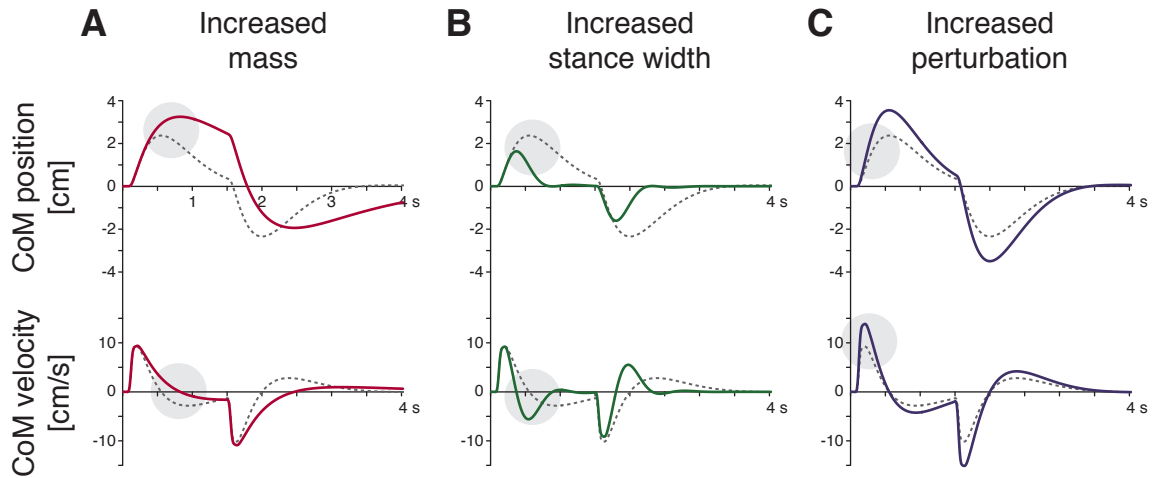 A
Increased
mass
B
Increased
stance width
C
Increased
perturbation
CoM position
[cm]
4
2
0
-2
-4
1
2
3
4 s
4
2
0
-2
-4
4 s
4
2
0
-2
-4
4 s
CoM velocity
[cm/s]
10
0
-10
4 s
10
0
-10
4 s
10
0
-10
4 s